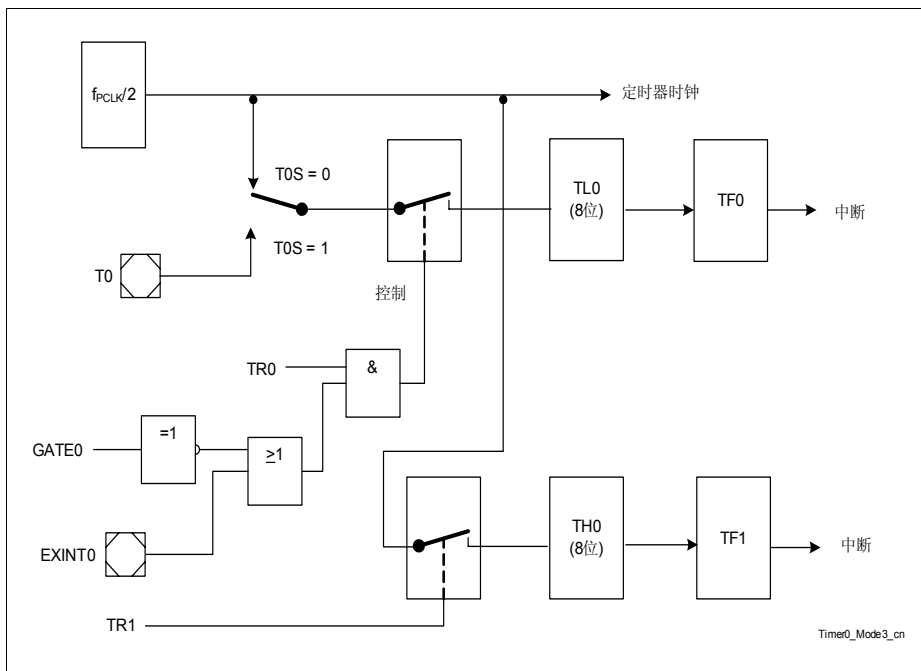 fPCLK/2
定时器时钟
T0S = 0
TL0
(8位)
TF0
中断
T0S = 1
T0
控制
TR0
&
GATE0
=1
≥1
EXINT0
TH0
(8位)
TF1
中断
TR1
Timer0_Mode3_cn